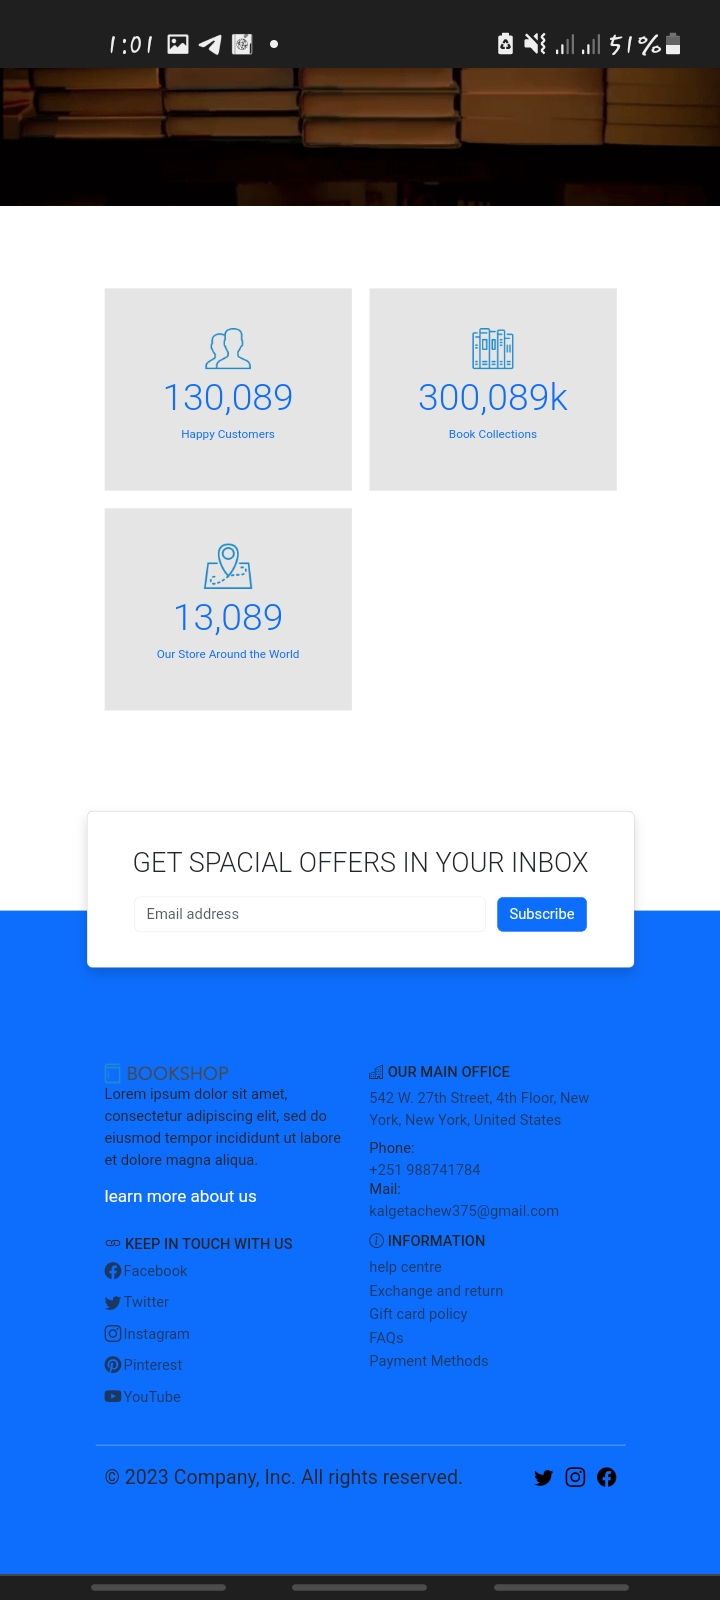 1:01
51%
130,089
Happy Customers
300,089k
Book Collections
13,089
Our Store Around the World
GET SPACIAL OFFERS IN YOUR INBOX
Email address
Subscribe
BOOKSHOP
Lorem ipsum dolor sit amet,
consectetur adipiscing elit, sed do
eiusmod tempor incididunt ut labore
et dolore magna aliqua.
learn more about us
KEEP IN TOUCH WITH US
Facebook
Twitter
Instagram
Pinterest
YouTube
OUR MAIN OFFICE
542 W. 27th Street, 4th Floor, New
York, New York, United States
Phone:
+251 988741784
Mail:
kalgetachew375@gmail.com
INFORMATION
help centre
Exchange and return
Gift card policy
FAQs
Payment Methods
© 2023 Company, Inc. All rights reserved.